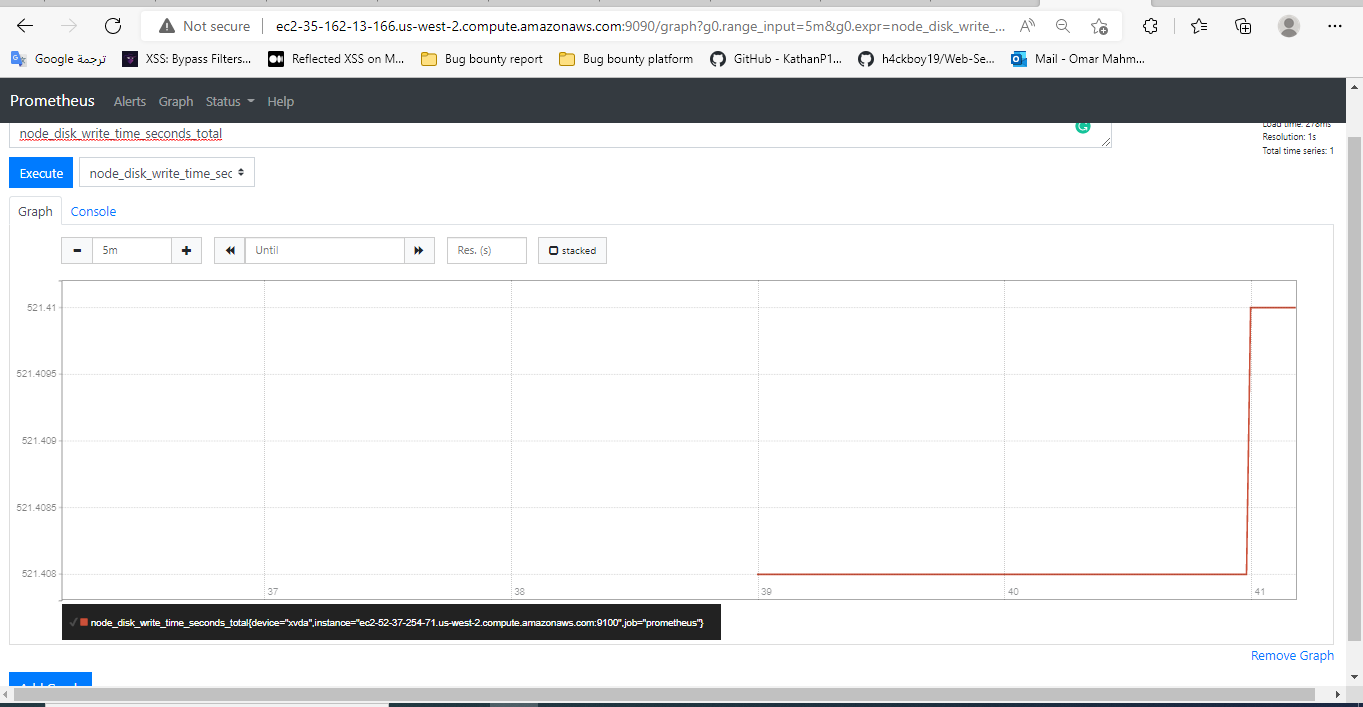 Not secure ec2-35-162-13-166.us-west-2.compute.amazonaws.com:9090/graph?g0.range_input=5m&g0.expr=node_disk_write_...
Google ترجمة XSS: Bypass Filters... Reflected XSS on M... Bug bounty report Bug bounty platform GitHub - KathanP1... h4ckboy19/Web-Se... Mail - Omar Mahm...
Prometheus Alerts Graph Status Help
node_disk_write_time_seconds_total
Load time: 278ms
Resolution: 1s
Total time series: 1
Execute node_disk_write_time_sec
Graph Console
5m Until Res. (s) stacked
521.41
521.4095
521.409
521.4085
521.408
37 38 39 40 41
node_disk_write_time_seconds_total{device="xvda",instance="ec2-52-37-254-71.us-west-2.compute.amazonaws.com:9100",job="prometheus"}
Remove Graph
Add Graph